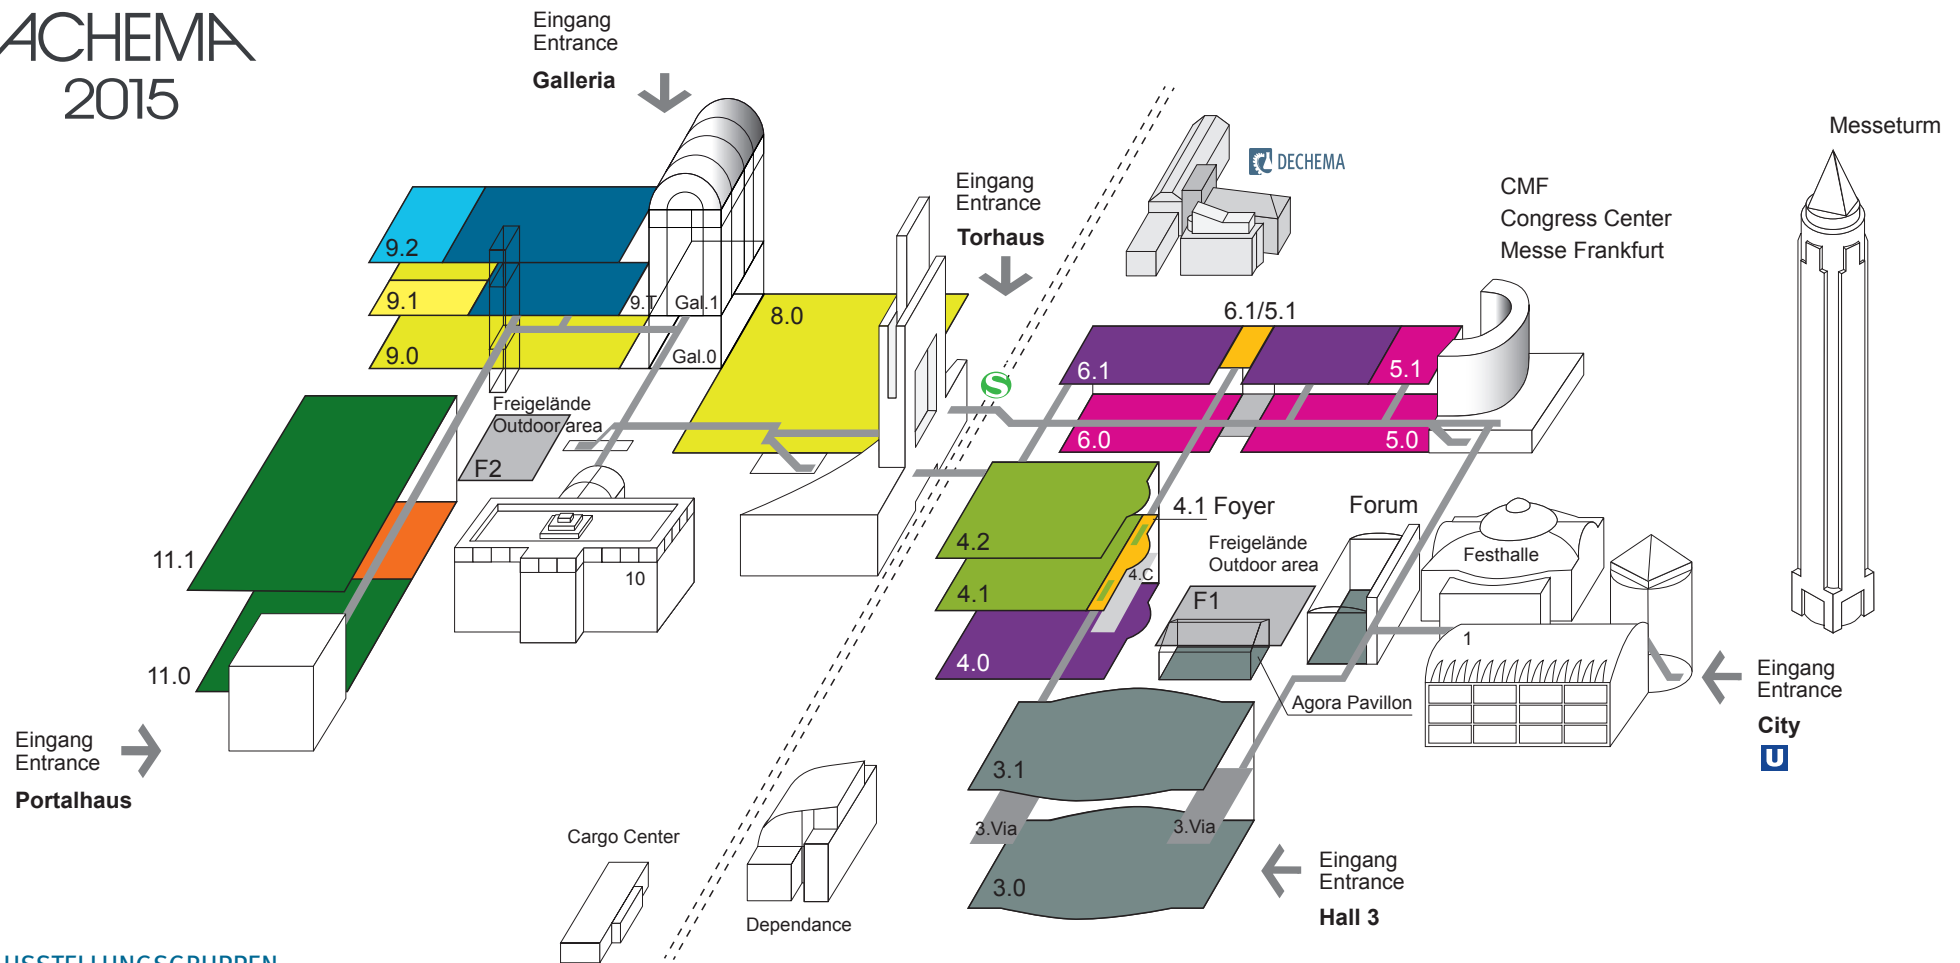 ACHEMA
2015
Eingang
Entrance
Galleria
Eingang
Entrance
Torhaus
DECHEMA
CMF
Congress Center
Messe Frankfurt
Messeturm
9.2
9.1
9.T
Gal.1
9.0
Gal.0
8.0
S
6.1/5.1
6.1
5.1
6.0
5.0
Freigelände
Outdoor area
F2
11.1
11.0
10
4.2
4.1
4.0
4.1 Foyer
4.C
Freigelände
Outdoor area
F1
Forum
Festhalle
1
Agora Pavillon
Eingang
Entrance
City
U
Eingang
Entrance
Portalhaus
3.1
3.Via
3.Via
3.0
Eingang
Entrance
Hall 3
Cargo Center
Dependance
USSTELLUNGSGRUPPEN